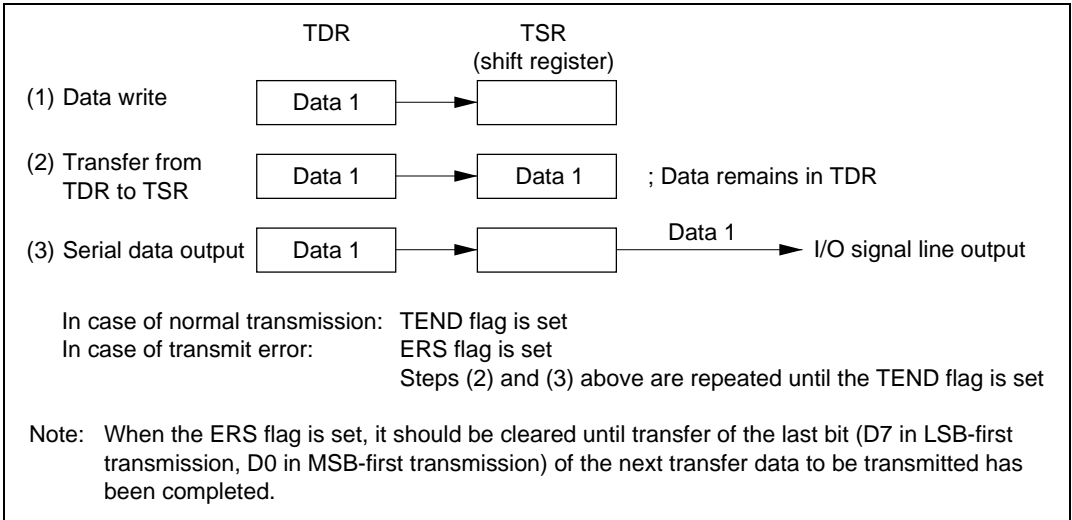 TDR TSR
(shift register)
(1) Data write Data 1
(2) Transfer from
TDR to TSR Data 1 Data 1 ; Data remains in TDR
(3) Serial data output Data 1 Data 1 I/O signal line output
In case of normal transmission: TEND flag is set
In case of transmit error: ERS flag is set
Steps (2) and (3) above are repeated until the TEND flag is set
Note: When the ERS flag is set, it should be cleared until transfer of the last bit (D7 in LSB-first
transmission, D0 in MSB-first transmission) of the next transfer data to be transmitted has
been completed.